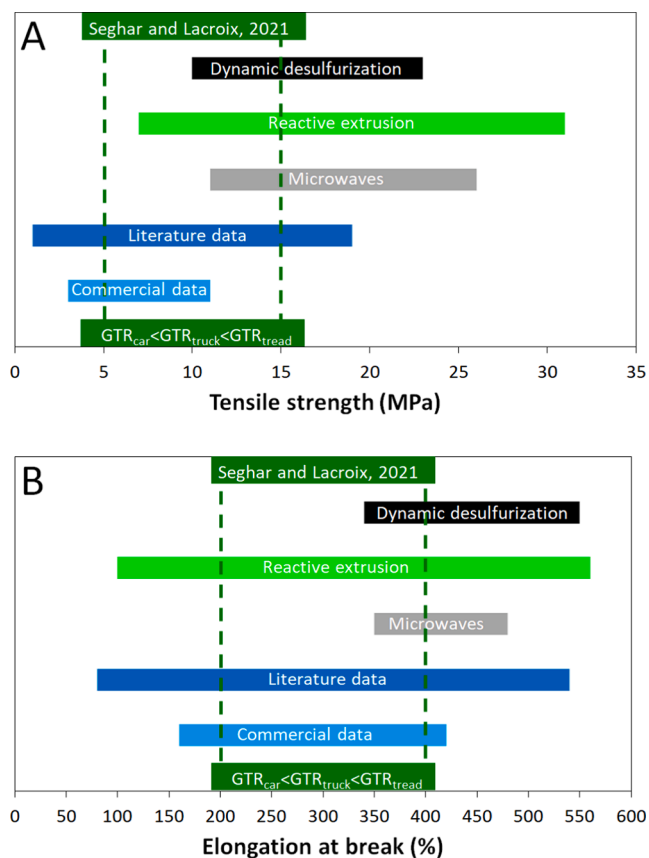 A
Seghar and Lacroix, 2021
Dynamic desulfurization
Reactive extrusion
Microwaves
Literature data
Commercial data
GTRcar<GTRtruck<GTRtread
0 5 10 15 20 25 30 35
Tensile strength (MPa)
B
Seghar and Lacroix, 2021
Dynamic desulfurization
Reactive extrusion
Microwaves
Literature data
Commercial data
GTRcar<GTRtruck<GTRtread
0 50 100 150 200 250 300 350 400 450 500 550 600
Elongation at break (%)